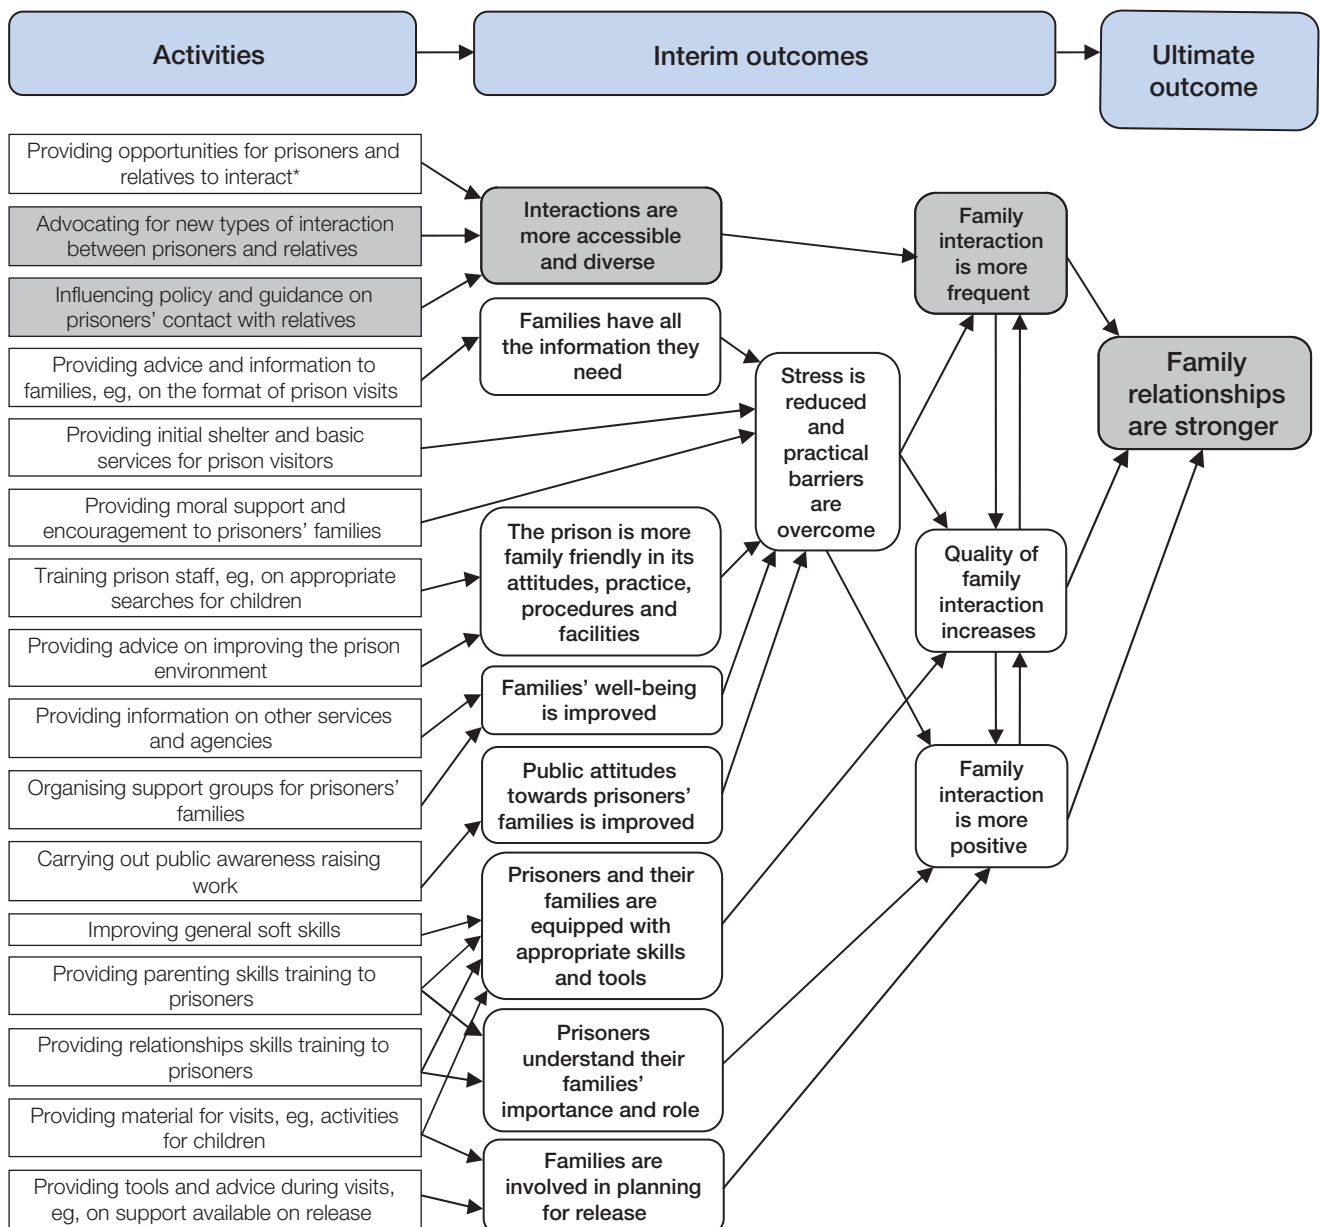 Activities
Interim outcomes
Ultimate
outcome
Providing opportunities for prisoners and
relatives to interact*
Advocating for new types of interaction
between prisoners and relatives
Influencing policy and guidance on
prisoners’ contact with relatives
Providing advice and information to
families, eg, on the format of prison visits
Providing initial shelter and basic
services for prison visitors
Providing moral support and
encouragement to prisoners’ families
Training prison staff, eg, on appropriate
searches for children
Providing advice on improving the prison
environment
Providing information on other services
and agencies
Organising support groups for prisoners’
families
Carrying out public awareness raising
work
Improving general soft skills
Providing parenting skills training to
prisoners
Providing relationships skills training to
prisoners
Providing material for visits, eg, activities
for children
Providing tools and advice during visits,
eg, on support available on release
Interactions are
more accessible
and diverse
Families have all
the information they
need
The prison is more
family friendly in its
attitudes, practice,
procedures and
facilities
Families’ well-being
is improved
Public attitudes
towards prisoners’
families is improved
Prisoners and their
families are
equipped with
appropriate skills
and tools
Prisoners
understand their
families’
importance and role
Families are
involved in planning
for release
Stress is
reduced
and
practical
barriers
are
overcome
Family
interaction
is more
frequent
Quality of
family
interaction
increases
Family
interaction
is more
positive
Family
relationships
are stronger